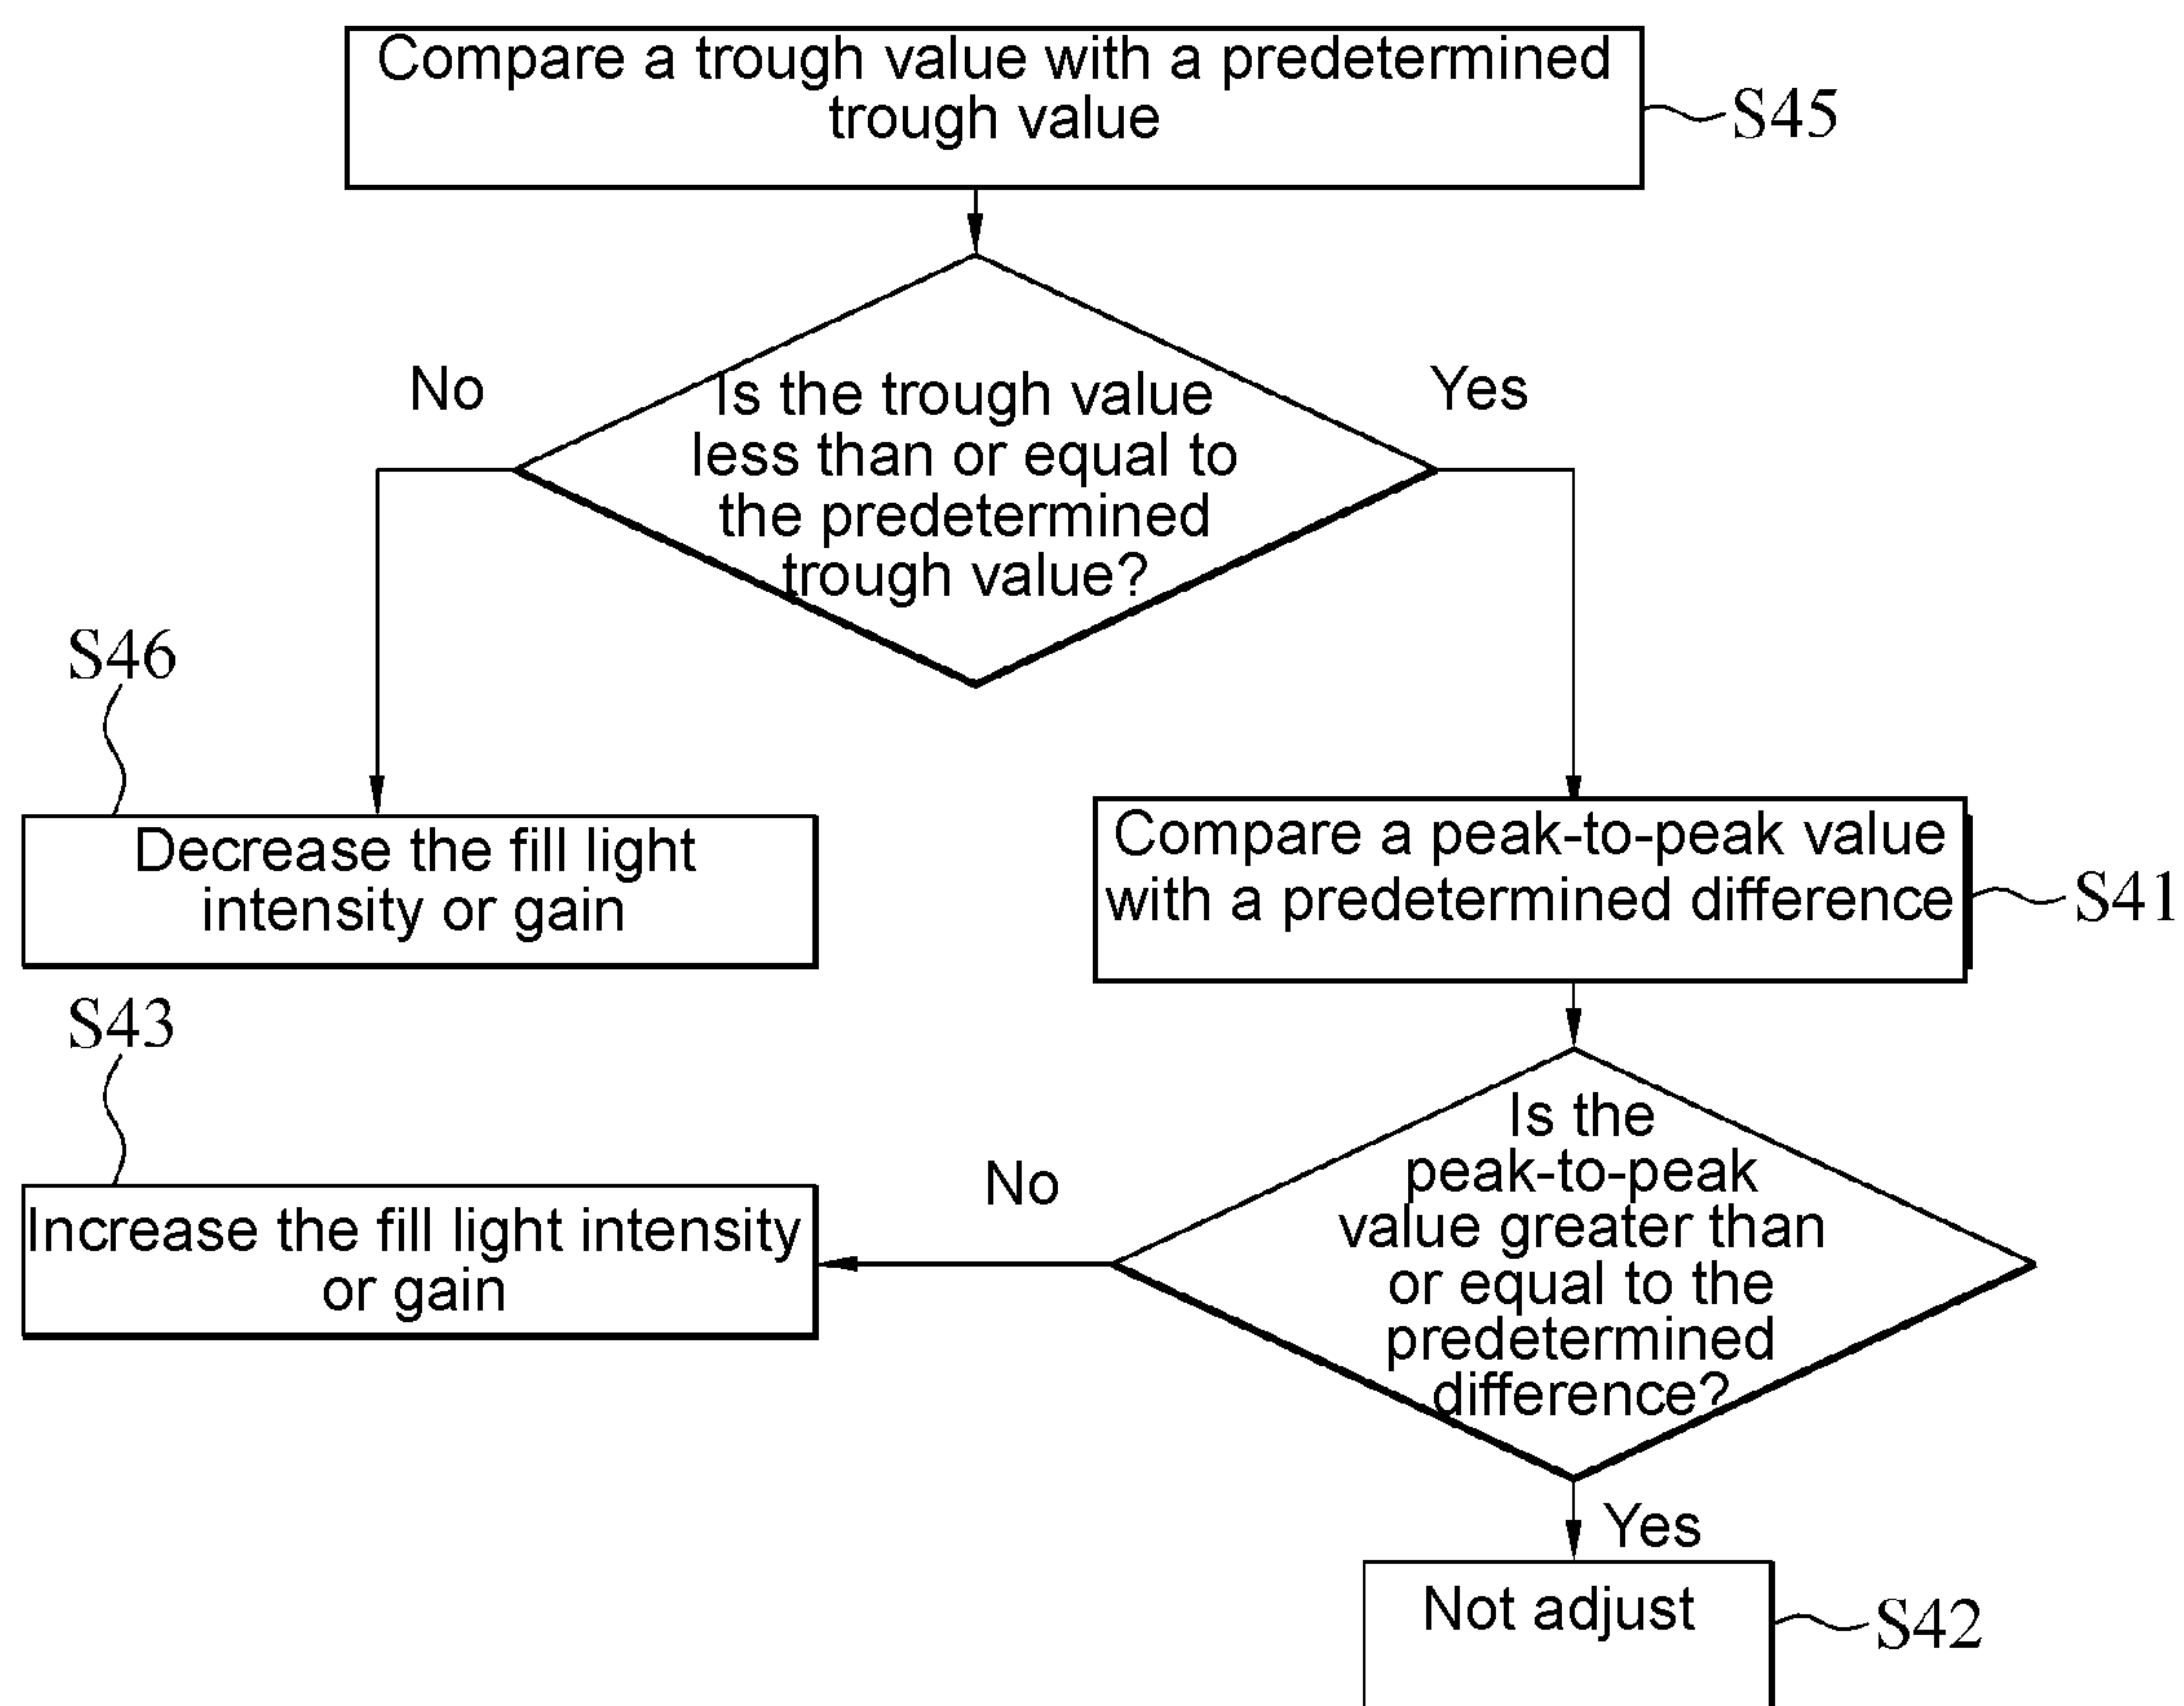 Compare a trough value with a predetermined
trough value
S45
No
Yes
Is the trough value
less than or equal to
the predetermined
trough value?
S46
Decrease the fill light
intensity or gain
Compare a peak-to-peak value
with a predetermined difference
S41
S43
Increase the fill light intensity
or gain
No
Is the
peak-to-peak
value greater than
or equal to the
predetermined
difference?
Yes
Not adjust
S42